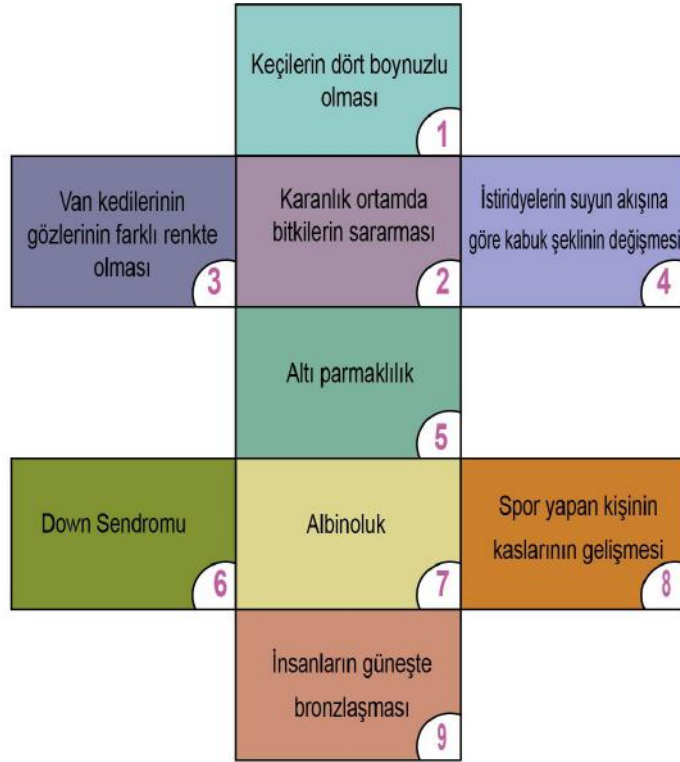 Keçilerin dört boynuzlu
olması
1
Van kedilerinin
gözlerinin farklı renkte
olması
3
Karanlık ortamda
bitkilerin sararması
2
İstiridyelerin suyun akışına
göre kabuk şeklinin değişmesi
4
Altı parmaklılık
5
Down Sendromu
6
Albinoluk
7
Spor yapan kişinin
kaslarının gelişmesi
8
İnsanların güneşte
bronzlaşması
9